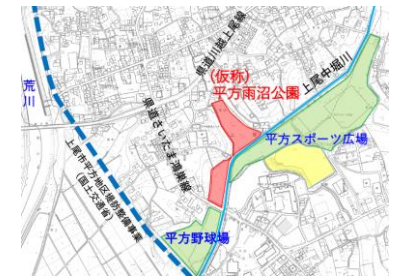 県道川越上尾線
上尾中堀川
荒川
(仮称)
平方雨沼公園
県道さいたま鴻巣線
平方スポーツ広場
上尾市平方地区堤防整備事業
(国土交通省)
平方野球場